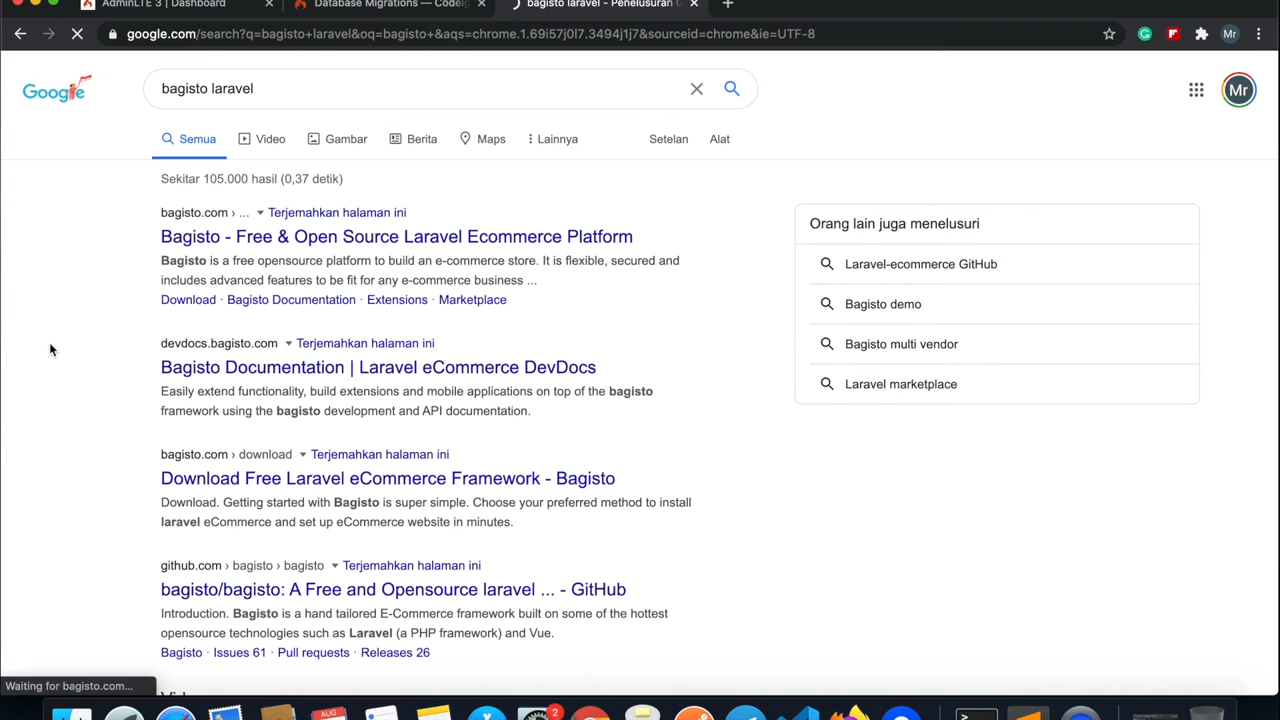 AdminLTE 3 | Dashboard
Database Migrations — CodeIg
bagisto laravel - Penelusuran G
google.com/search?q=bagisto+laravel&oq=bagisto+&aqs=chrome.1.69i57j0l7.3494j1j7&sourceid=chrome&ie=UTF-8
Mr
Google
bagisto laravel
Mr
Semua
Video
Gambar
Berita
Maps
Lainnya
Setelan
Alat
Sekitar 105.000 hasil (0,37 detik)
bagisto.com › ... Terjemahkan halaman ini
Bagisto - Free & Open Source Laravel Ecommerce Platform
Bagisto is a free opensource platform to build an e-commerce store. It is flexible, secured and
includes advanced features to be fit for any e-commerce business ...
Download · Bagisto Documentation · Extensions · Marketplace
devdocs.bagisto.com Terjemahkan halaman ini
Bagisto Documentation | Laravel eCommerce DevDocs
Easily extend functionality, build extensions and mobile applications on top of the bagisto
framework using the bagisto development and API documentation.
bagisto.com › download Terjemahkan halaman ini
Download Free Laravel eCommerce Framework - Bagisto
Download. Getting started with Bagisto is super simple. Choose your preferred method to install
laravel eCommerce and set up eCommerce website in minutes.
github.com › bagisto › bagisto Terjemahkan halaman ini
bagisto/bagisto: A Free and Opensource laravel ... - GitHub
Introduction. Bagisto is a hand tailored E-Commerce framework built on some of the hottest
opensource technologies such as Laravel (a PHP framework) and Vue.
Bagisto · Issues 61 · Pull requests · Releases 26
Orang lain juga menelusuri
Laravel-ecommerce GitHub
Bagisto demo
Bagisto multi vendor
Laravel marketplace
Waiting for bagisto.com...
AUG
2